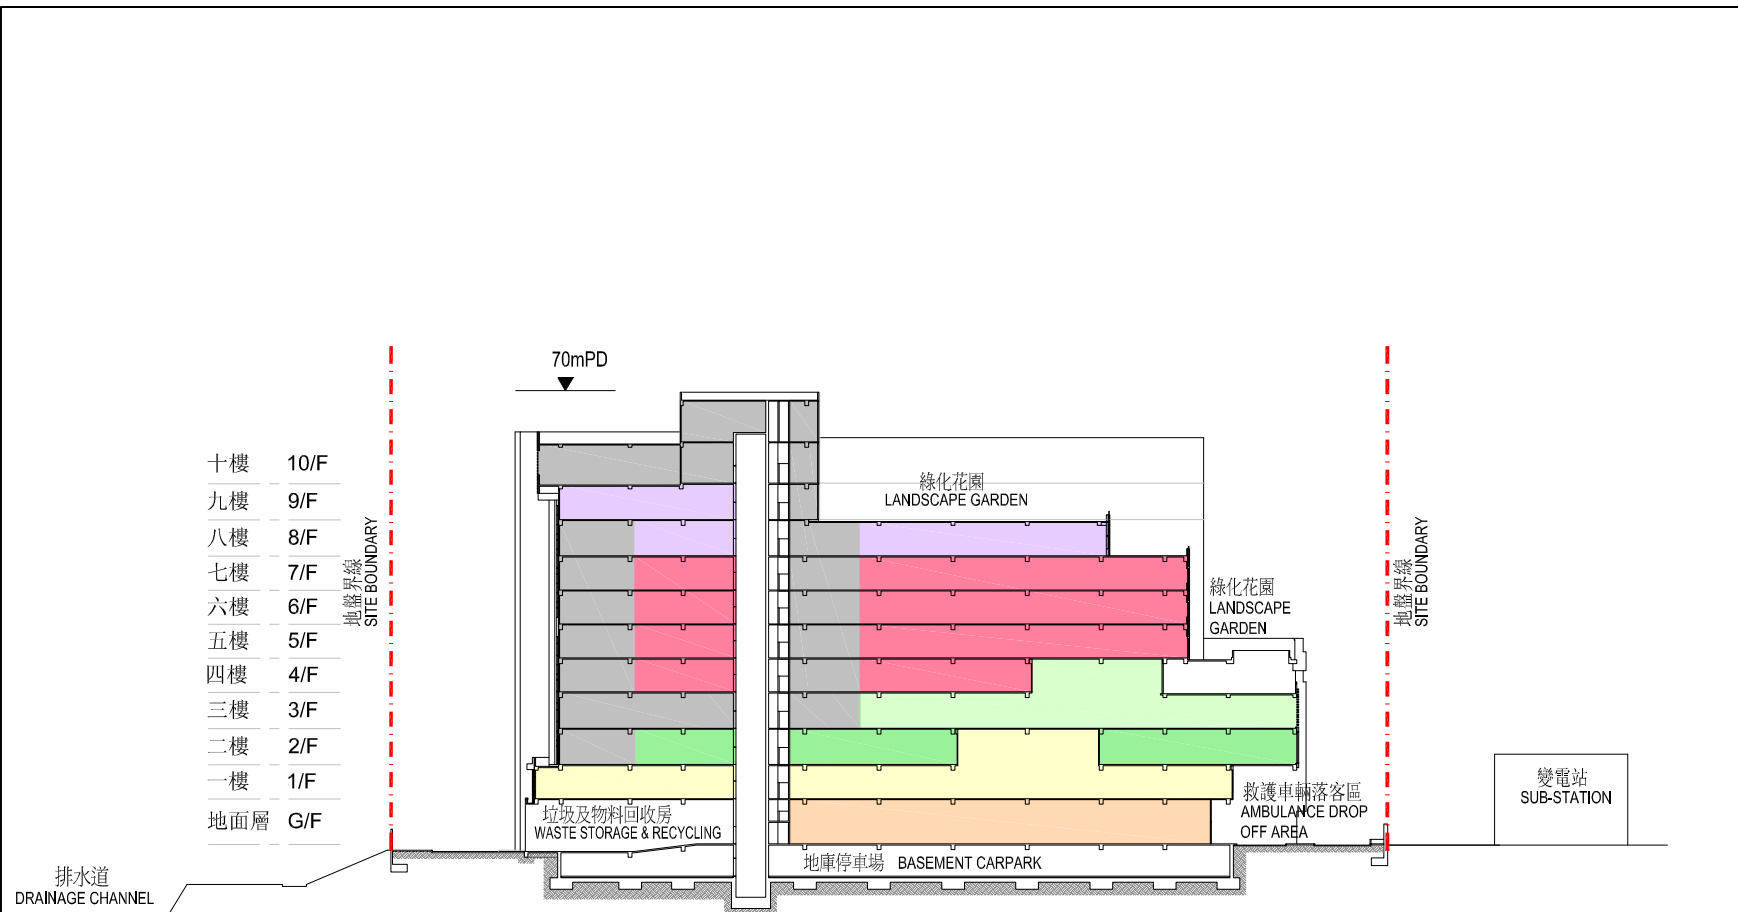 70mPD
十樓 10/F
九樓 9/F
八樓 8/F
七樓 7/F
六樓 6/F
五樓 5/F
四樓 4/F
三樓 3/F
二樓 2/F
一樓 1/F
地面層 G/F
地盤界線
SITE BOUNDARY
綠化花園
LANDSCAPE GARDEN
綠化花園
LANDSCAPE
GARDEN
地盤界線
SITE BOUNDARY
垃圾及物料回收房
WASTE STORAGE & RECYCLING
救護車輛落客區
AMBULANCE DROP
OFF AREA
變電站
SUB-STATION
地庫停車場 BASEMENT CARPARK
排水道
DRAINAGE CHANNEL